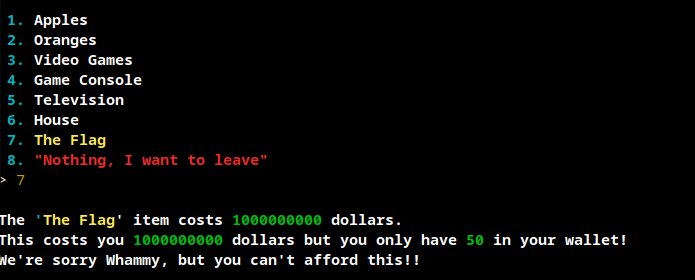 1. Apples
2. Oranges
3. Video Games
4. Game Console
5. Television
6. House
7. The Flag
8. "Nothing, I want to leave"
> 7
The 'The Flag' item costs 1000000000 dollars.
This costs you 1000000000 dollars but you only have 50 in your wallet!
We're sorry Whammy, but you can't afford this!!